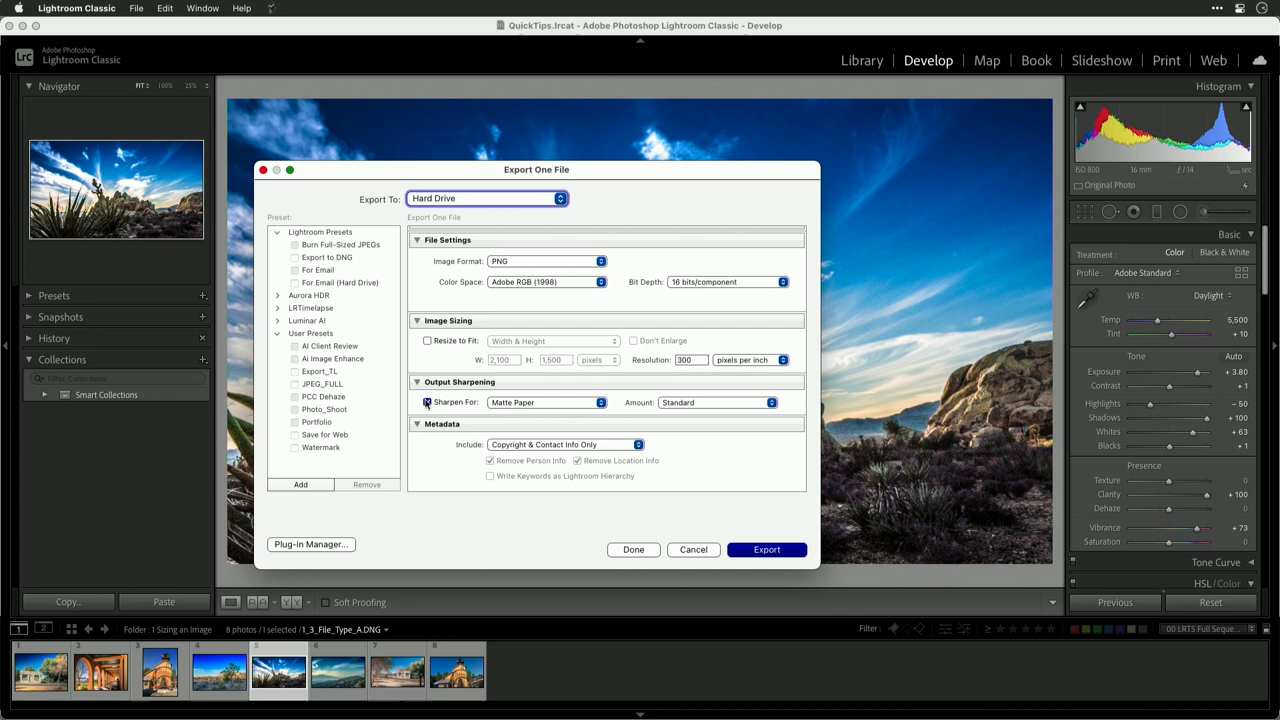 Lightroom Classic File Edit Window Help
QuickTips.lrcat - Adobe Photoshop Lightroom Classic - Develop
Lrc Adobe Photoshop
Lightroom Classic
Library Develop Map Book Slideshow Print Web
Navigator FIT 100% 25%
Histogram
ISO 800 16 mm f / 14
Original Photo
Presets
Snapshots
History
Collections
Filter Collections
Smart Collections
Copy... Paste
Export One File
Export To: Hard Drive
Preset:
Lightroom Presets
Burn Full-Sized JPEGs
Export to DNG
For Email
For Email (Hard Drive)
Aurora HDR
LRTimelapse
Luminar AI
User Presets
AI Client Review
Ai Image Enhance
Export_TL
JPEG_FULL
PCC Dehaze
Photo_Shoot
Portfolio
Save for Web
Watermark
Add Remove
Plug-in Manager...
Export One File
File Settings
Image Format: PNG
Color Space: Adobe RGB (1998) Bit Depth: 16 bits/component
Image Sizing
Resize to Fit: Width & Height Don't Enlarge
W: 2,100 H: 1,500 pixels Resolution: 300 pixels per inch
Output Sharpening
Sharpen For: Matte Paper Amount: Standard
Metadata
Include: Copyright & Contact Info Only
Remove Person Info Remove Location Info
Write Keywords as Lightroom Hierarchy
Done Cancel Export
Basic
Treatment : Color Black & White
Profile : Adobe Standard
WB : Daylight
Temp 5,500
Tint + 10
Tone Auto
Exposure + 3.80
Contrast + 1
Highlights – 50
Shadows + 100
Whites + 63
Blacks + 1
Presence
Texture 0
Clarity + 100
Dehaze 0
Vibrance + 73
Saturation 0
Tone Curve
HSL / Color
Previous Reset
Soft Proofing
1 2 Folder : 1 Sizing an Image 8 photos / 1 selected / 1_3_File_Type_A.DNG Filter : 00 LRT5 Full Seque...
1 2 3 4 5 6 7 8